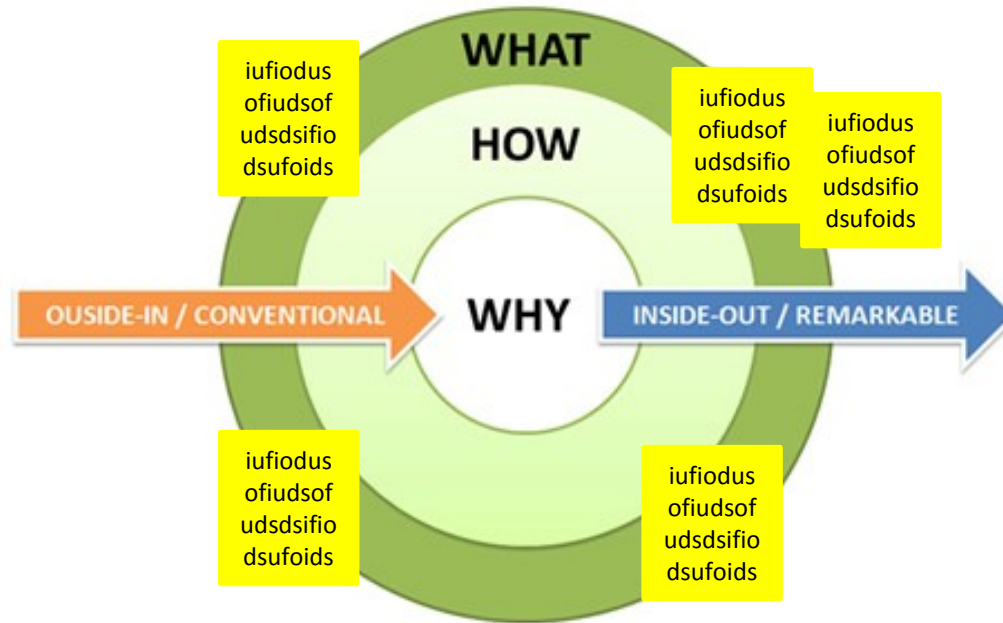 WHAT
iufiodus
ofiudsof
udsdsifio
dsufoids
iufiodus
ofiudsof
udsdsifio
dsufoids
iufiodus
ofiudsof
udsdsifio
dsufoids
HOW
OUSIDE-IN / CONVENTIONAL
WHY
INSIDE-OUT / REMARKABLE
iufiodus
ofiudsof
udsdsifio
dsufoids
iufiodus
ofiudsof
udsdsifio
dsufoids